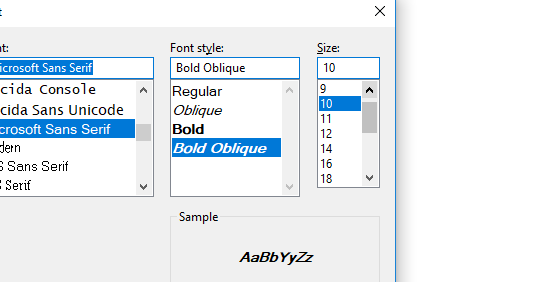 t
nt:
icrosoft Sans Serif
cida Console
cida Sans Unicode
crosoft Sans Serif
dern
S Sans Serif
S Serif
Font style:
Bold Oblique
Regular
Oblique
Bold
Bold Oblique
Size:
10
9
10
11
12
14
16
18
Sample
AaBbYyZz